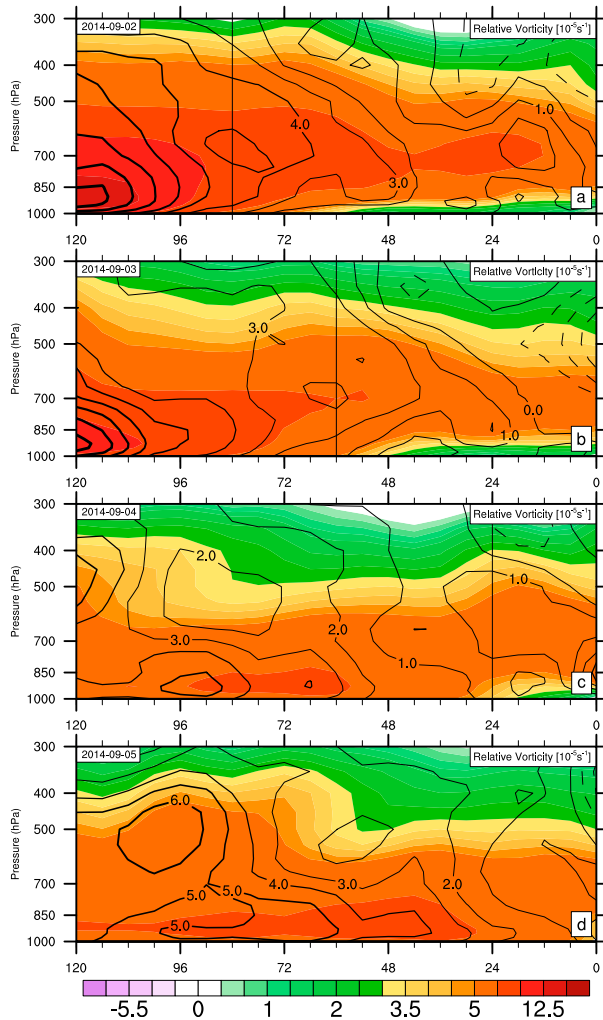 300
2014-09-02
Relative Vorticity [10⁻⁵s⁻¹]
400
1.0
500
4.0
Pressure (hPa)
700
3.0
850
a
1000
120 96 72 48 24 0
300
2014-09-03
Relative Vorticity [10⁻⁵s⁻¹]
400
3.0
500
Pressure (hPa)
700
0.0
850
1.0
b
1000
120 96 72 48 24 0
300
2014-09-04
Relative Vorticity [10⁻⁵s⁻¹]
400
2.0
1.0
500
Pressure (hPa)
3.0
2.0
700
1.0
850
c
1000
120 96 72 48 24 0
300
2014-09-05
Relative Vorticity [10⁻⁵s⁻¹]
400
6.0
500
Pressure (hPa)
700
4.0
3.0
2.0
5.0
5.0
850
5.0
d
1000
120 96 72 48 24 0
-5.5 0 1 2 3.5 5 12.5